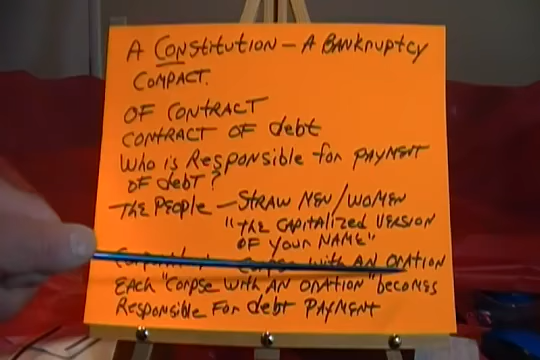 A CONSTITUTION – A BANKRUPTCY
COMPACT.
OF CONTRACT
CONTRACT OF debt
Who is Responsible for PAYMENT
OF debt?
The People – STRAW MEN/WOMEN
"The CAPITALIZED VERSION
OF YOUR NAME"
Corpse with AN ORATION
EACH "CORPSE WITH AN ORATION" becomes
Responsible For debt PAYMENT